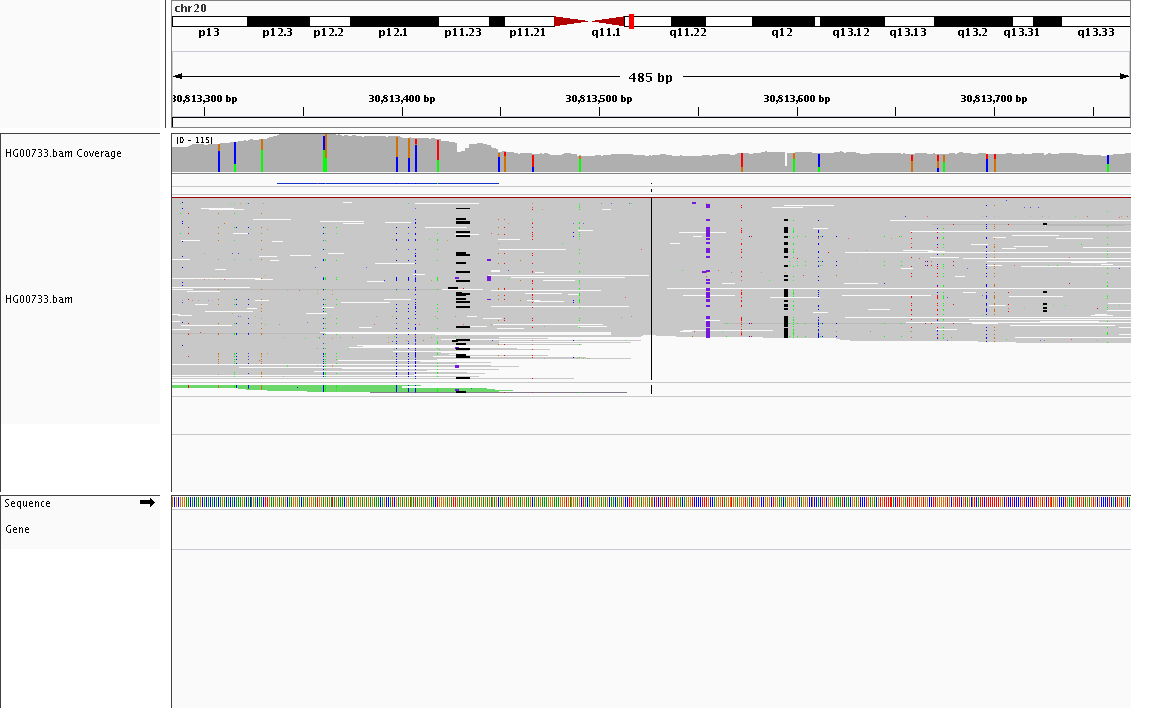 chr20
p13 p12.3 p12.2 p12.1 p11.23 p11.21 q11.1 q11.22 q12 q13.12 q13.13 q13.2 q13.31 q13.33
485 bp
30,813,300 bp 30,813,400 bp 30,813,500 bp 30,813,600 bp 30,813,700 bp
HG00733.bam Coverage
[0 - 115]
HG00733.bam
Sequence
Gene